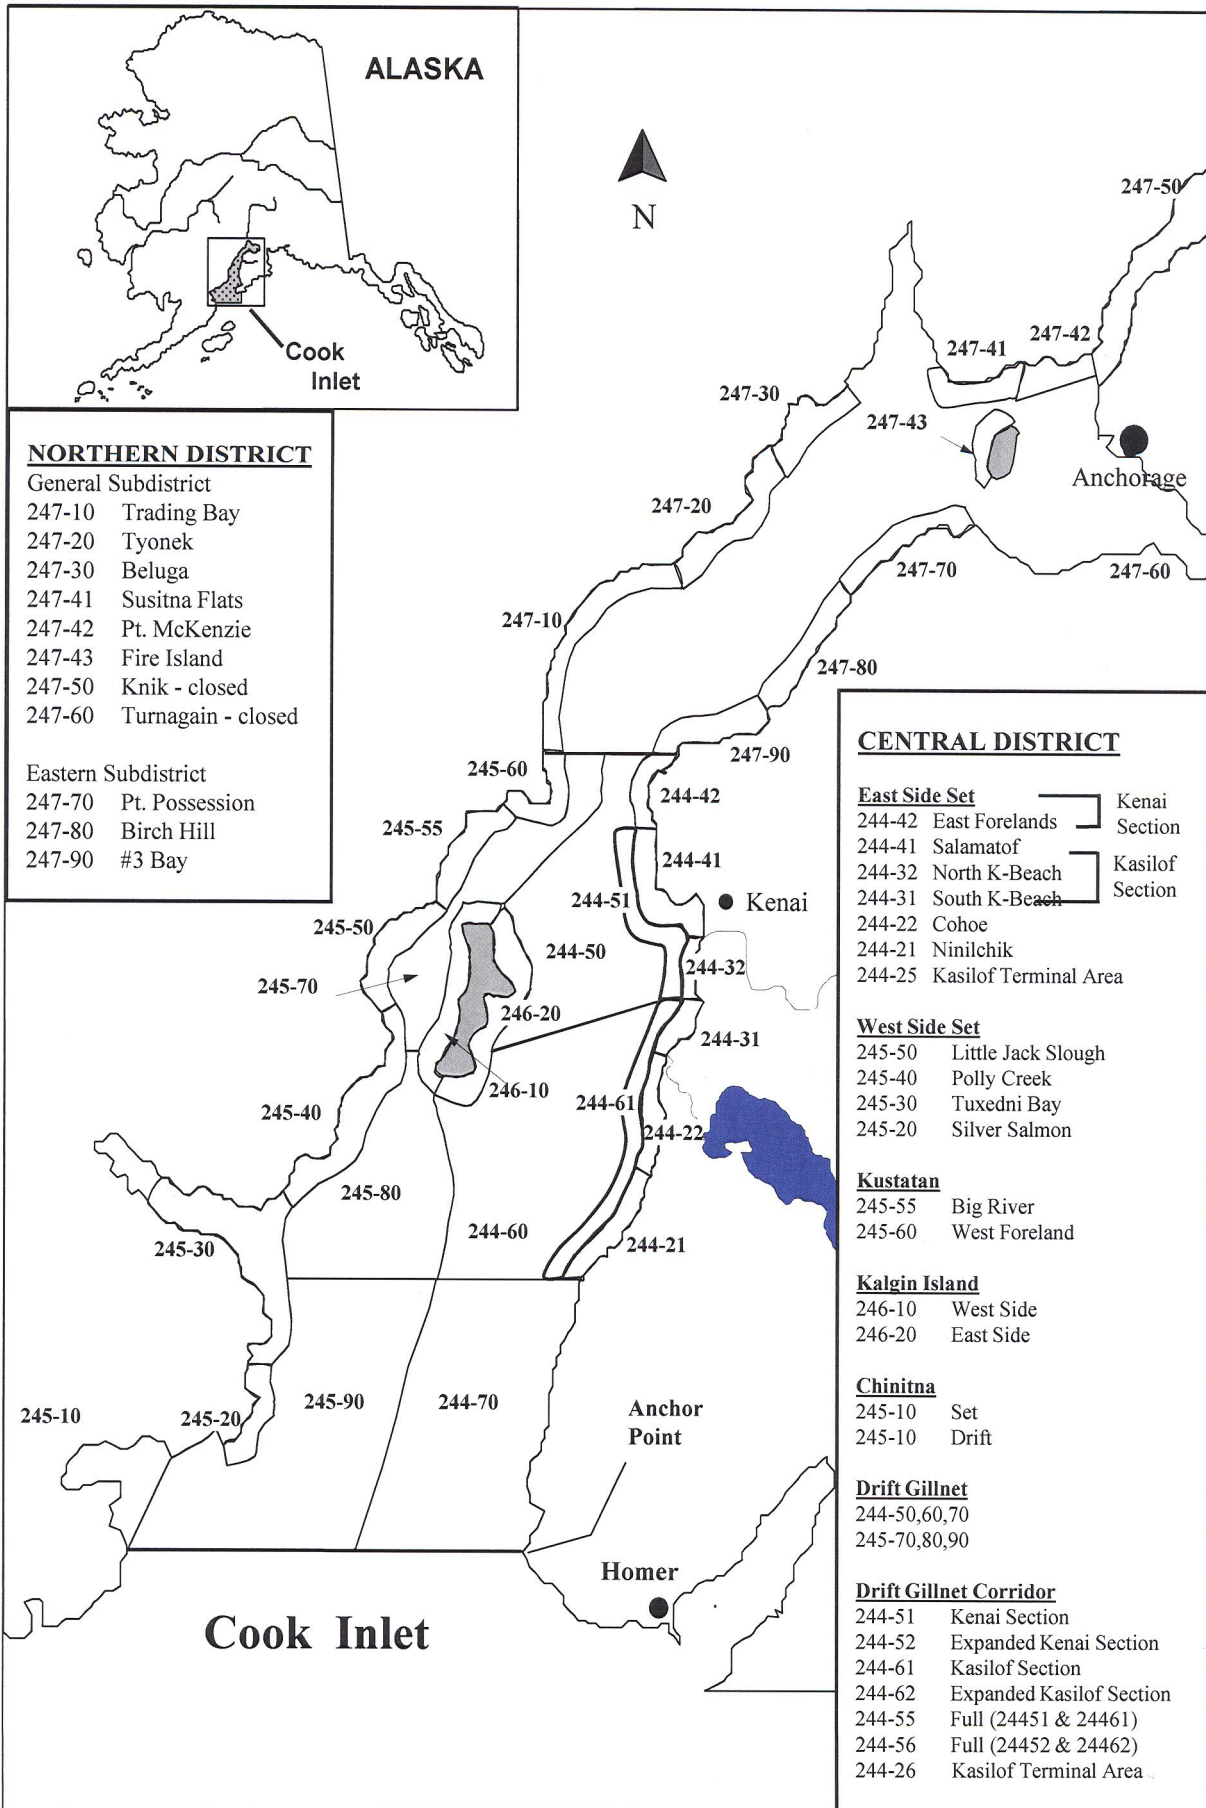 ALASKA
Cook
Inlet
N
NORTHERN DISTRICT
General Subdistrict
247-10 Trading Bay
247-20 Tyonek
247-30 Beluga
247-41 Susitna Flats
247-42 Pt. McKenzie
247-43 Fire Island
247-50 Knik - closed
247-60 Turnagain - closed
Eastern Subdistrict
247-70 Pt. Possession
247-80 Birch Hill
247-90 #3 Bay
247-50
247-42
247-41
247-30
247-43
Anchorage
247-20
247-70
247-60
247-10
247-80
247-90
245-60
244-42
245-55
244-41
244-51
Kenai
245-50
244-50
244-32
245-70
246-20
244-31
246-10
244-61
245-40
244-22
245-80
244-60
244-21
245-30
245-90
244-70
245-10
245-20
Anchor
Point
Homer
Cook Inlet
CENTRAL DISTRICT
East Side Set
244-42 East Forelands
244-41 Salamatof
244-32 North K-Beach
244-31 South K-Beach
244-22 Cohoe
244-21 Ninilchik
244-25 Kasilof Terminal Area
Kenai
Section
Kasilof
Section
West Side Set
245-50 Little Jack Slough
245-40 Polly Creek
245-30 Tuxedni Bay
245-20 Silver Salmon
Kustatan
245-55 Big River
245-60 West Foreland
Kalgin Island
246-10 West Side
246-20 East Side
Chinitna
245-10 Set
245-10 Drift
Drift Gillnet
244-50,60,70
245-70,80,90
Drift Gillnet Corridor
244-51 Kenai Section
244-52 Expanded Kenai Section
244-61 Kasilof Section
244-62 Expanded Kasilof Section
244-55 Full (24451 & 24461)
244-56 Full (24452 & 24462)
244-26 Kasilof Terminal Area